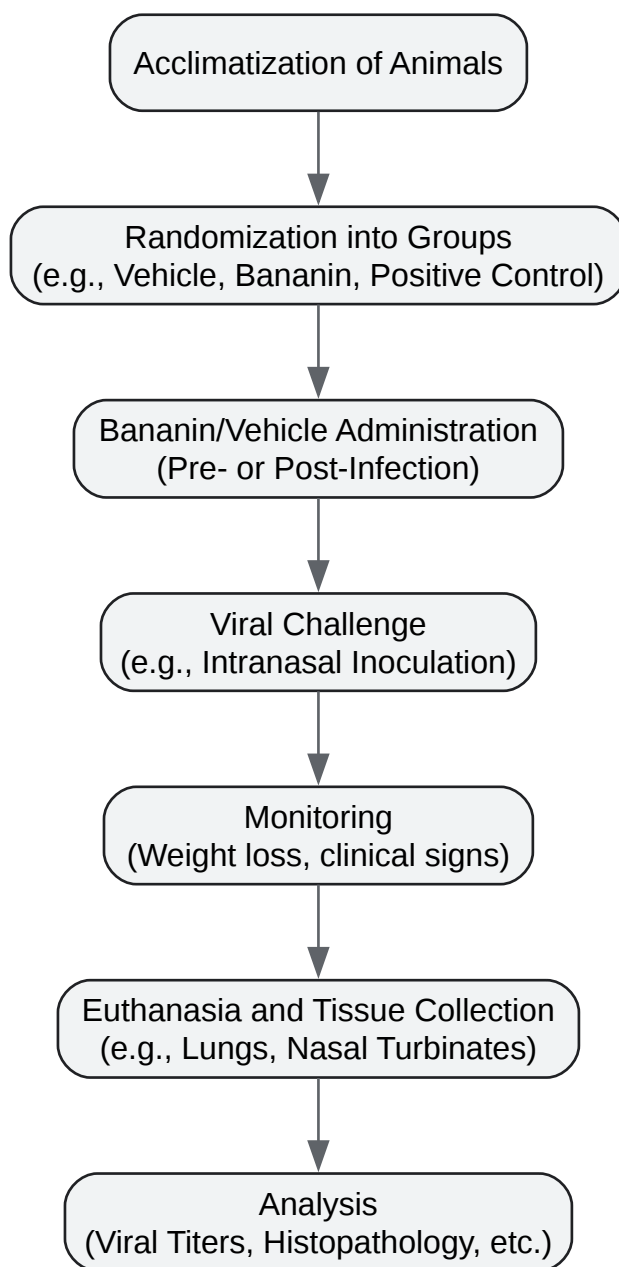 Acclimatization of Animals
Randomization into Groups
(e.g., Vehicle, Bananin, Positive Control)
Bananin/Vehicle Administration
(Pre- or Post-Infection)
Viral Challenge
(e.g., Intranasal Inoculation)
Monitoring
(Weight loss, clinical signs)
Euthanasia and Tissue Collection
(e.g., Lungs, Nasal Turbinates)
Analysis
(Viral Titers, Histopathology, etc.)